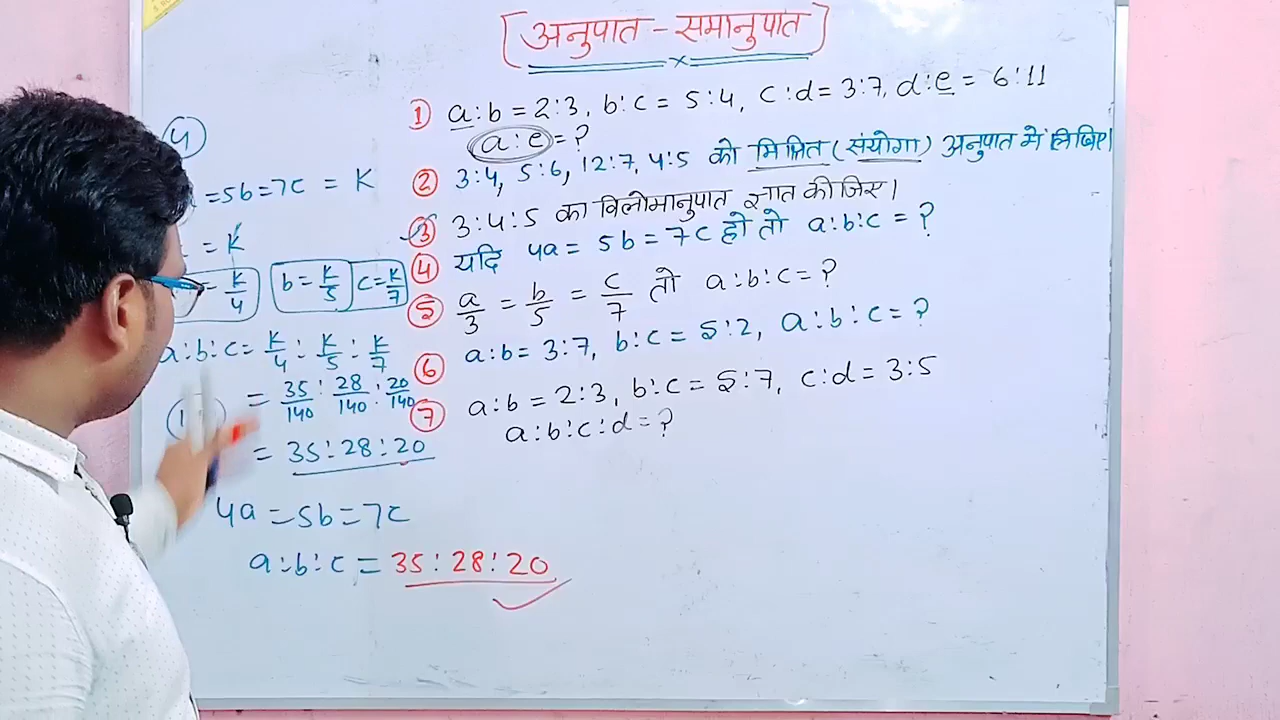 [अनुपात - समानुपात]
① a:b = 2:3, b:c = 5:4, c:d = 3:7, d:e = 6:11
a:e = ?
② 3:4, 5:6, 12:7, 4:5 को मिश्रित (संयोगा) अनुपात में लिखिए।
③ 3:4:5 का विलोमानुपात ज्ञात कीजिए।
④ यदि 4a = 5b = 7c हो तो a:b:c = ?
⑤ a/3 = b/5 = c/7 तो a:b:c = ?
⑥ a:b = 3:7, b:c = 5:2, a:b:c = ?
⑦ a:b = 2:3, b:c = 5:7, c:d = 3:5
a:b:c:d = ?
④
=5b=7c = K
= K
= K/4 b = K/5 c = K/7
a:b:c = K/4 : K/5 : K/7
= 35/140 : 28/140 : 20/140
= 35:28:20
4a = 5b = 7c
a:b:c = 35:28:20